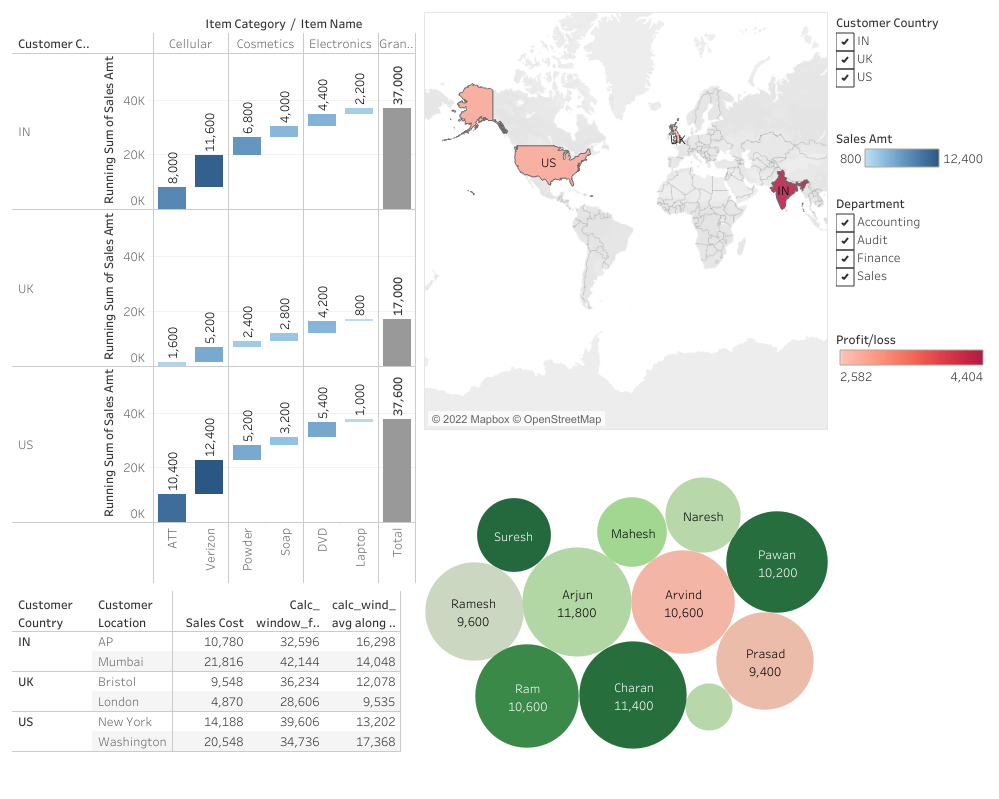 Item Category / Item Name
Customer C..
Cellular
Cosmetics
Electronics
Gran..
IN
Running Sum of Sales Amt
40K
20K
0K
8,000
11,600
6,800
4,000
4,400
2,200
37,000
UK
Running Sum of Sales Amt
40K
20K
0K
1,600
5,200
2,400
2,800
4,200
800
17,000
US
Running Sum of Sales Amt
40K
20K
0K
10,400
12,400
5,200
3,200
5,400
1,000
37,600
ATT
Verizon
Powder
Soap
DVD
Laptop
Total
US
UK
IN
© 2022 Mapbox © OpenStreetMap
Customer Country
IN
UK
US
Sales Amt
800
12,400
Department
Accounting
Audit
Finance
Sales
Profit/loss
2,582
4,404
Customer Country
Customer Location
Sales Cost
Calc_ window_f..
calc_wind_ avg along ..
IN AP 10,780 32,596 16,298
Mumbai 21,816 42,144 14,048
UK Bristol 9,548 36,234 12,078
London 4,870 28,606 9,535
US New York 14,188 39,606 13,202
Washington 20,548 34,736 17,368
Suresh
Mahesh
Naresh
Pawan
10,200
Ramesh
9,600
Arjun
11,800
Arvind
10,600
Prasad
9,400
Ram
10,600
Charan
11,400